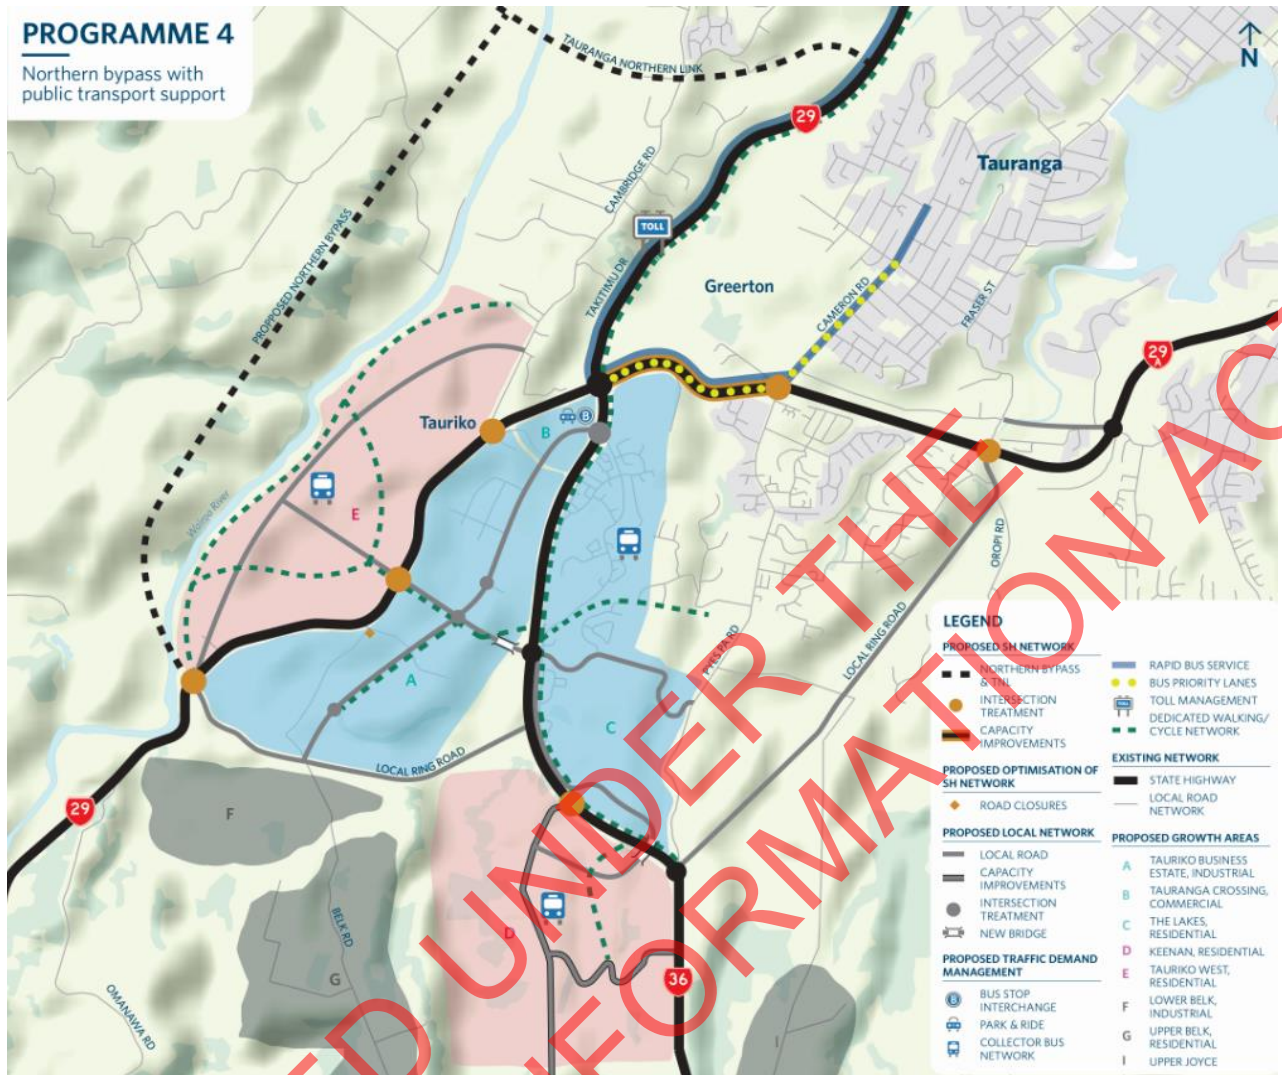 PROGRAMME 4
Northern bypass with
public transport support
N
TAURANGA NORTHERN LINK
29
CAMBRIDGE RD
Tauranga
TOLL
PROPPOSED NORTHERN BYPASS
TAKITIMU DR
Greerton
CAMERON RD
FRASER ST
29
A
Tauriko
B
B
Wairoa River
E
OROPI RD
A
PYES PA RD
LOCAL RING ROAD
C
LOCAL RING ROAD
29
F
BELK RD
D
G
36
OMANAWA RD
I
LEGEND
PROPOSED SH NETWORK
NORTHERN BYPASS
& TNL
INTERSECTION
TREATMENT
CAPACITY
IMPROVEMENTS
PROPOSED OPTIMISATION OF
SH NETWORK
ROAD CLOSURES
PROPOSED LOCAL NETWORK
LOCAL ROAD
CAPACITY
IMPROVEMENTS
INTERSECTION
TREATMENT
NEW BRIDGE
PROPOSED TRAFFIC DEMAND
MANAGEMENT
B
BUS STOP
INTERCHANGE
PARK & RIDE
COLLECTOR BUS
NETWORK
RAPID BUS SERVICE
BUS PRIORITY LANES
TOLL
TOLL MANAGEMENT
DEDICATED WALKING/
CYCLE NETWORK
EXISTING NETWORK
STATE HIGHWAY
LOCAL ROAD
NETWORK
PROPOSED GROWTH AREAS
A TAURIKO BUSINESS
ESTATE, INDUSTRIAL
B TAURANGA CROSSING,
COMMERCIAL
C THE LAKES,
RESIDENTIAL
D KEENAN, RESIDENTIAL
E TAURIKO WEST,
RESIDENTIAL
F LOWER BELK,
INDUSTRIAL
G UPPER BELK,
RESIDENTIAL
I UPPER JOYCE
ED UNDER THE
INFORMATION AC